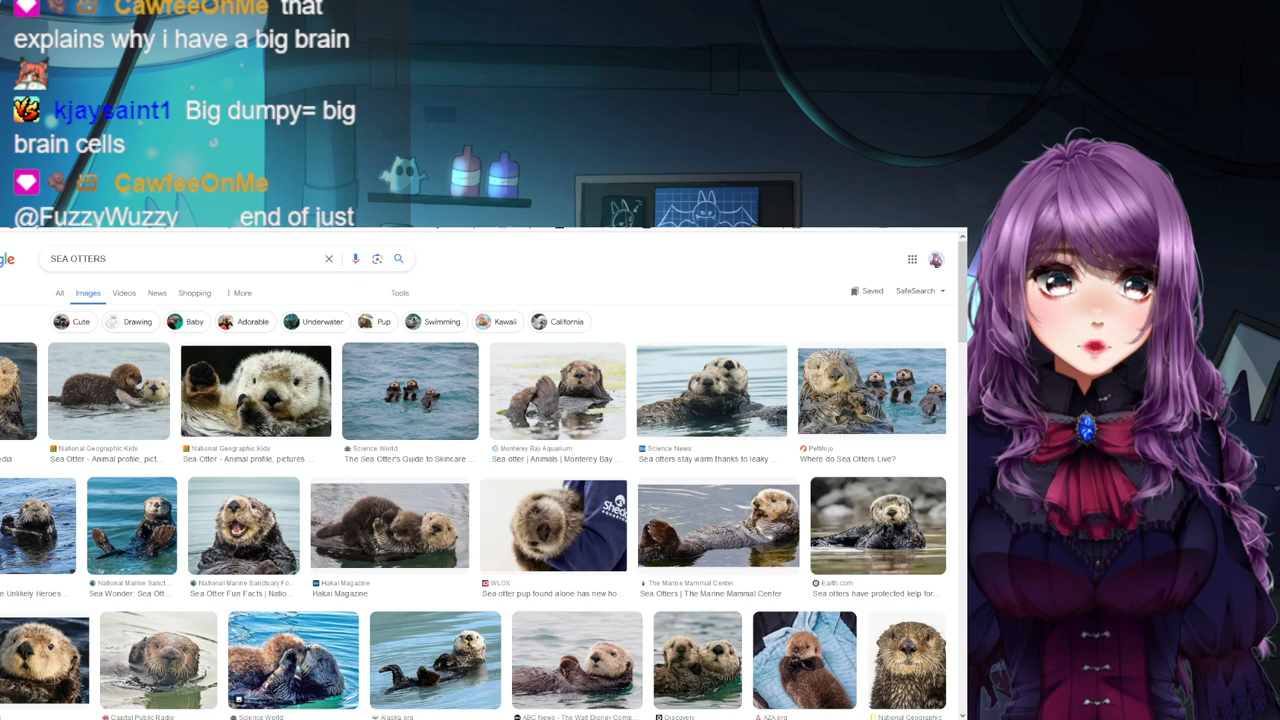 CawfeeOnMe that
explains why i have a big brain
kjaysaint1 Big dumpy= big
brain cells
CawfeeOnMe
@FuzzyWuzzy end of just
gle
SEA OTTERS
All Images Videos News Shopping More Tools
Saved SafeSearch
Cute Drawing Baby Adorable Underwater Pup Swimming Kawaii California
National Geographic Kids National Geographic Kids Science World Monterey Bay Aquarium Science News PetMojo
Sea Otter - Animal profile, pict... Sea Otter - Animal profile, pictures ... The Sea Otter's Guide to Skincare ... Sea otter | Animals | Monterey Bay ... Sea otters stay warm thanks to leaky ... Where do Sea Otters Live?
Shedd
National Marine Sanct... National Marine Sanctuary Fo... Hakai Magazine WLOX The Marine Mammal Center Earth.com
e Unlikely Heroes ... Sea Wonder: Sea Ott... Sea Otter Fun Facts | Natio... Hakai Magazine Sea otter pup found alone has new ho... Sea Otters | The Marine Mammal Center Sea otters have protected kelp for...
Capital Public Radio Science World Alaska.org ABC News - The Walt Disney Comp... Discovery AZA.org National Geographic